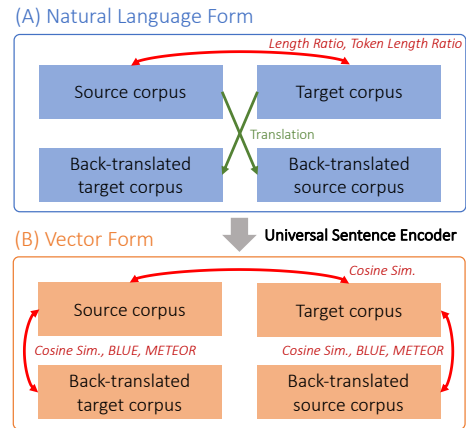 (A) Natural Language Form
Length Ratio, Token Length Ratio
Source corpus
Target corpus
Translation
Back-translated
target corpus
Back-translated
source corpus
Universal Sentence Encoder
(B) Vector Form
Cosine Sim.
Source corpus
Target corpus
Cosine Sim., BLUE, METEOR
Cosine Sim., BLUE, METEOR
Back-translated
target corpus
Back-translated
source corpus